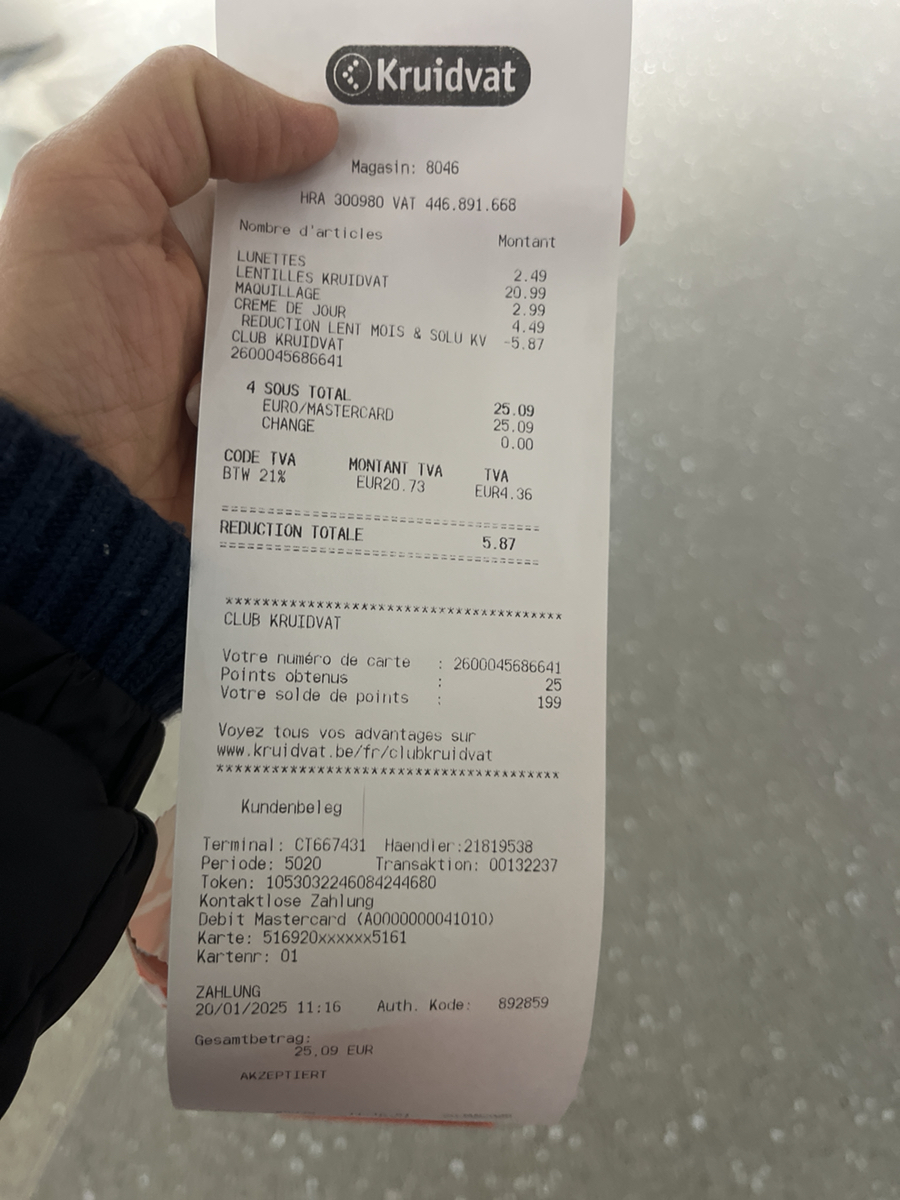 Kruidvat
Magasin: 8046
HRA 300980 VAT 446.891.668
Nombre d'articles Montant
LUNETTES 2.49
LENTILLES KRUIDVAT 20.99
MAQUILLAGE 2.99
CREME DE JOUR 4.49
REDUCTION LENT MOIS & SOLU KV -5.87
CLUB KRUIDVAT
2600045686641
4 SOUS TOTAL 25.09
EURO/MASTERCARD 25.09
CHANGE 0.00
CODE TVA MONTANT TVA TVA
BTW 21% EUR20.73 EUR4.36
====================================
REDUCTION TOTALE 5.87
====================================
****************************************
CLUB KRUIDVAT
Votre numéro de carte : 2600045686641
Points obtenus : 25
Votre solde de points : 199
Voyez tous vos advantages sur
www.kruidvat.be/fr/clubkruidvat
****************************************
Kundenbeleg
Terminal: CT667431 Haendler:21819538
Periode: 5020 Transaktion: 00132237
Token: 1053032246084244680
Kontaktlose Zahlung
Debit Mastercard (A0000000041010)
Karte: 516920xxxxxx5161
Kartenr: 01
ZAHLUNG
20/01/2025 11:16 Auth. Kode: 892859
Gesamtbetrag:
25,09 EUR
AKZEPTIERT